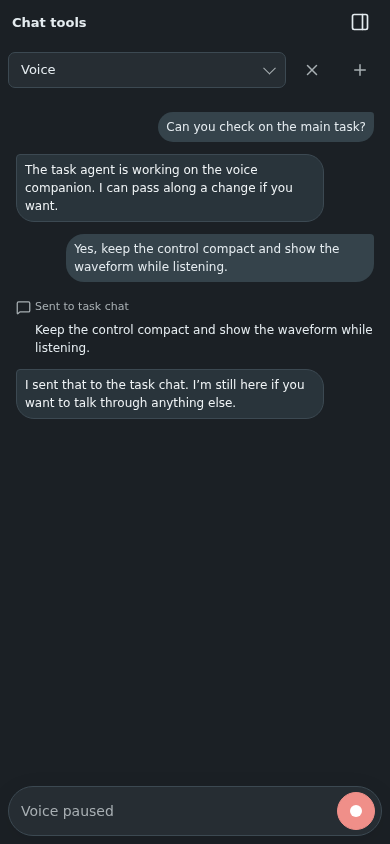 Chat tools
Voice
Can you check on the main task?
The task agent is working on the voice
companion. I can pass along a change if you
want.
Yes, keep the control compact and show the
waveform while listening.
Sent to task chat
Keep the control compact and show the waveform while
listening.
I sent that to the task chat. I’m still here if you
want to talk through anything else.
Voice paused